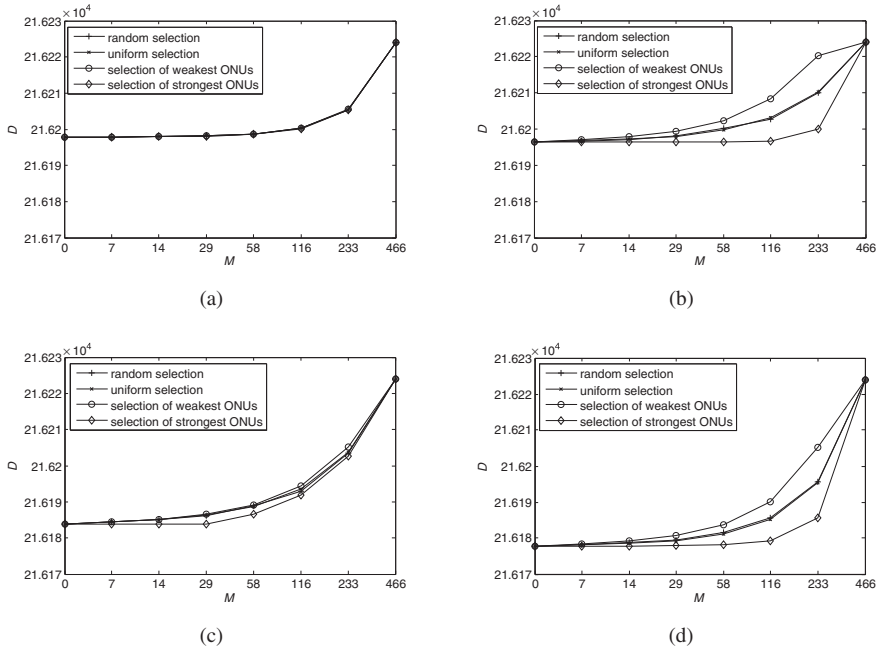 21.623 × 10⁴
21.622
21.621
21.62
21.619
21.618
21.617
D
random selection
uniform selection
selection of weakest ONUs
selection of strongest ONUs
0 7 14 29 58 116 233 466
M
(a)
21.623 × 10⁴
21.622
21.621
21.62
21.619
21.618
21.617
D
random selection
uniform selection
selection of weakest ONUs
selection of strongest ONUs
0 7 14 29 58 116 233 466
M
(b)
21.623 × 10⁴
21.622
21.621
21.62
21.619
21.618
21.617
D
random selection
uniform selection
selection of weakest ONUs
selection of strongest ONUs
0 7 14 29 58 116 233 466
M
(c)
21.623 × 10⁴
21.622
21.621
21.62
21.619
21.618
21.617
D
random selection
uniform selection
selection of weakest ONUs
selection of strongest ONUs
0 7 14 29 58 116 233 466
M
(d)